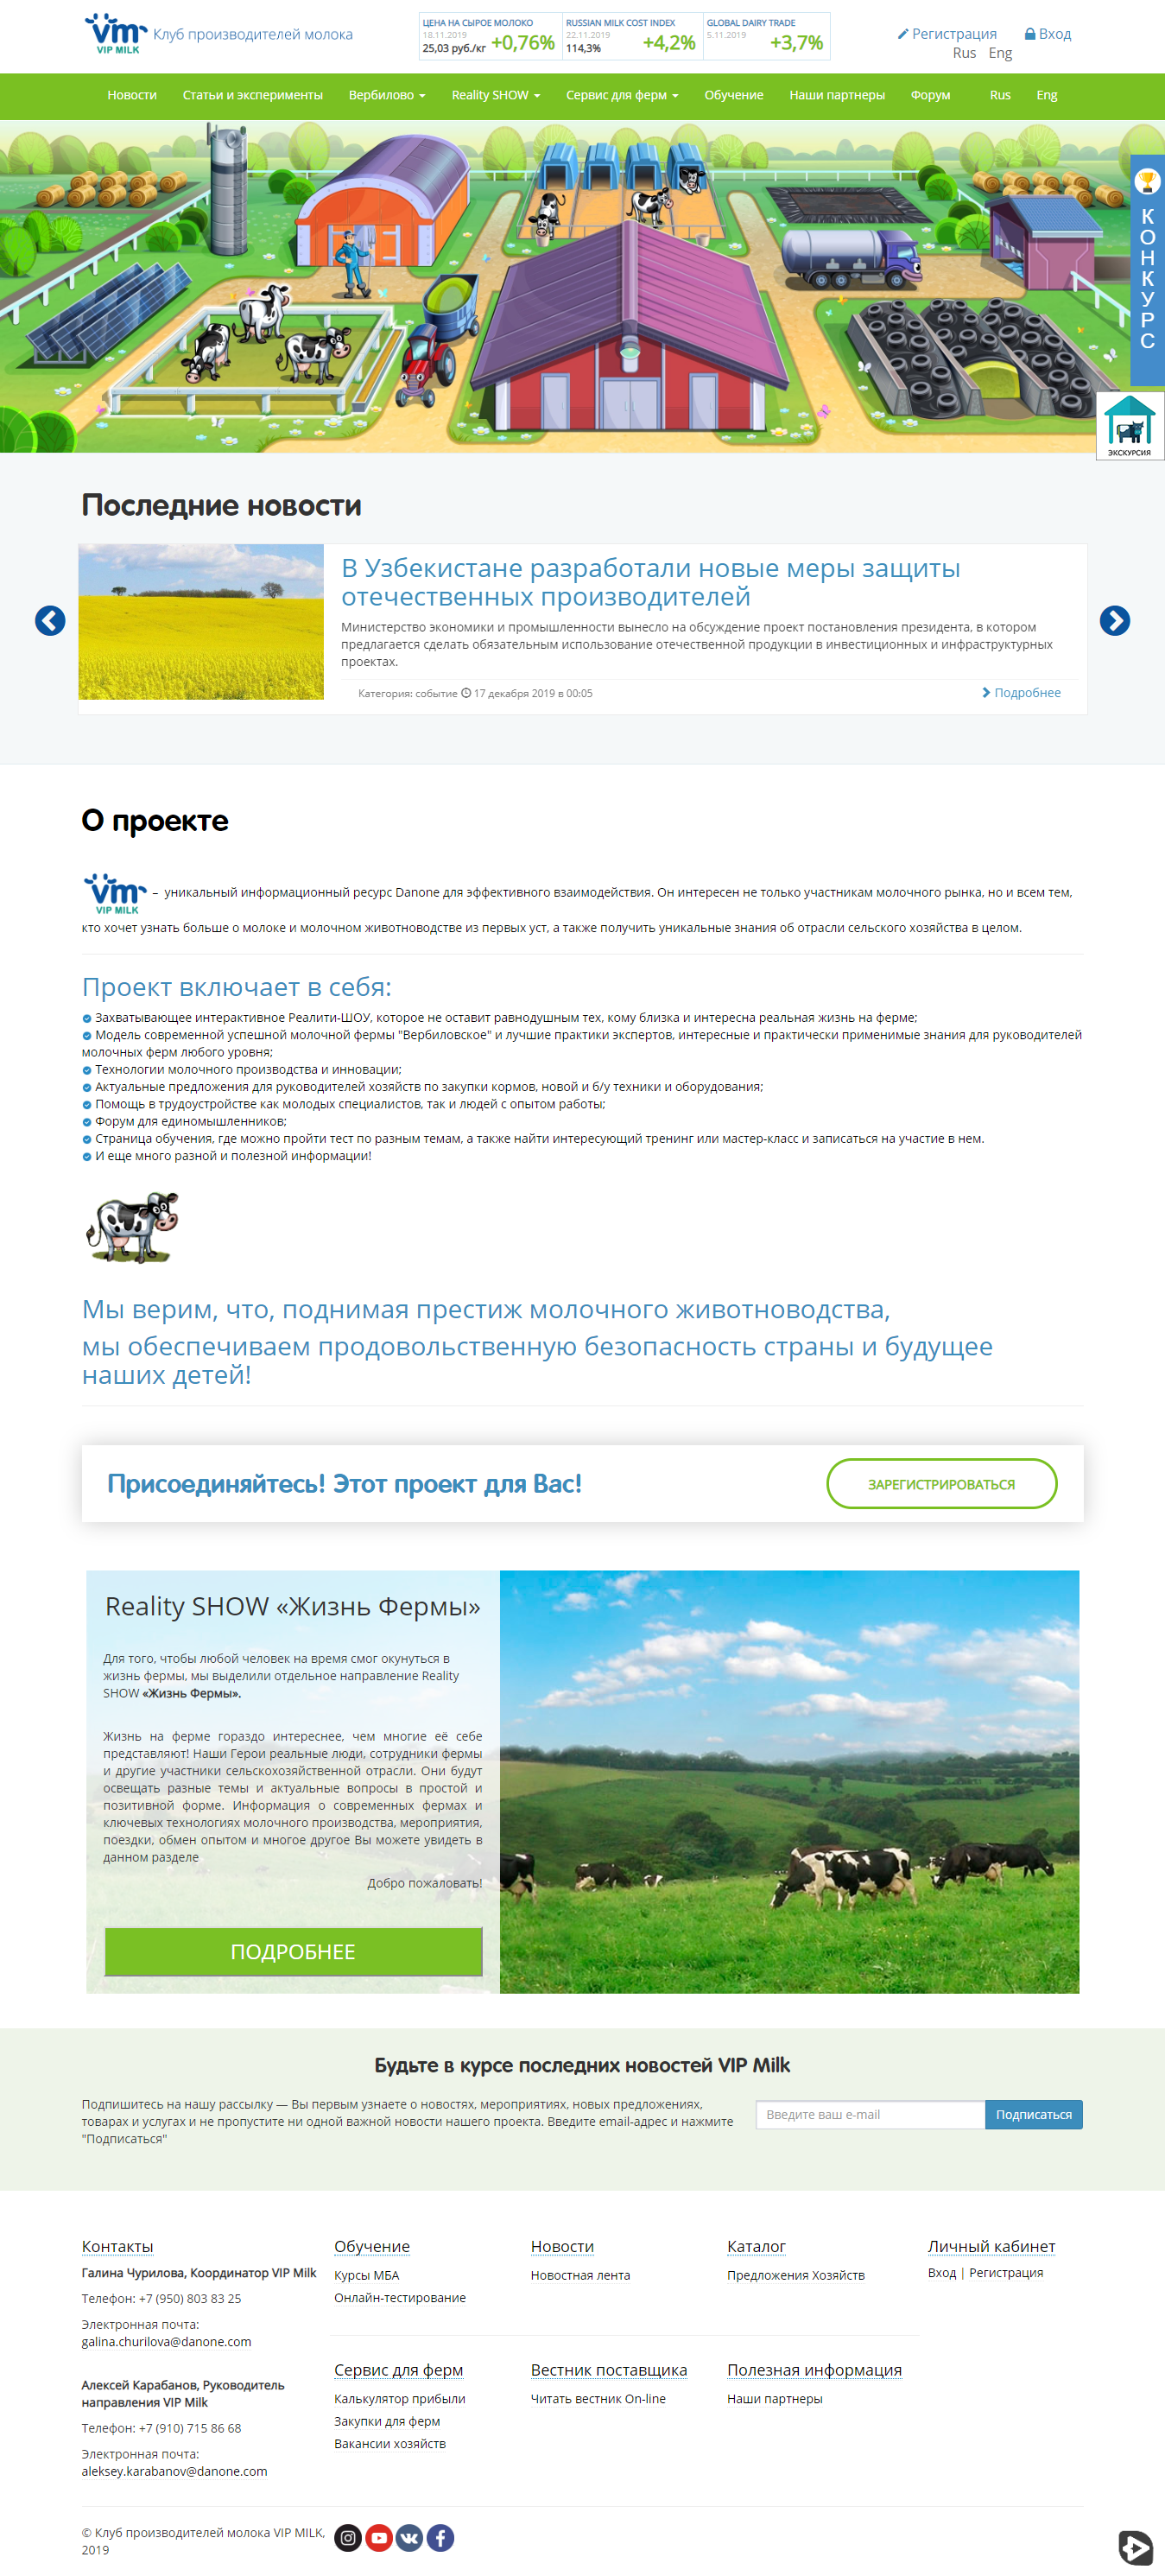 vm
VIP MILK
Клуб производителей молока
ЦЕНА НА СЫРОЕ МОЛОКО
18.11.2019
25,03 руб./кг +0,76%
RUSSIAN MILK COST INDEX
22.11.2019
114,3% +4,2%
GLOBAL DAIRY TRADE
5.11.2019
+3,7%
Регистрация Вход
Rus Eng
Новости Статьи и эксперименты Вербилово Reality SHOW Сервис для ферм Обучение Наши партнеры Форум Rus Eng
КОНКУРС
ЭКСКУРСИЯ
Последние новости
В Узбекистане разработали новые меры защиты
отечественных производителей
Министерство экономики и промышленности вынесло на обсуждение проект постановления президента, в котором
предлагается сделать обязательным использование отечественной продукции в инвестиционных и инфраструктурных
проектах.
Категория: событие 17 декабря 2019 в 00:05
Подробнее
О проекте
vm
VIP MILK
– уникальный информационный ресурс Danone для эффективного взаимодействия. Он интересен не только участникам молочного рынка, но и всем тем,
кто хочет узнать больше о молоке и молочном животноводстве из первых уст, а также получить уникальные знания об отрасли сельского хозяйства в целом.
Проект включает в себя:
Захватывающее интерактивное Реалити-ШОУ, которое не оставит равнодушным тех, кому близка и интересна реальная жизнь на ферме;
Модель современной успешной молочной фермы "Вербиловское" и лучшие практики экспертов, интересные и практически применимые знания для руководителей
молочных ферм любого уровня;
Технологии молочного производства и инновации;
Актуальные предложения для руководителей хозяйств по закупки кормов, новой и б/у техники и оборудования;
Помощь в трудоустройстве как молодых специалистов, так и людей с опытом работы;
Форум для единомышленников;
Страница обучения, где можно пройти тест по разным темам, а также найти интересующий тренинг или мастер-класс и записаться на участие в нем.
И еще много разной и полезной информации!
Мы верим, что, поднимая престиж молочного животноводства,
мы обеспечиваем продовольственную безопасность страны и будущее
наших детей!
Присоединяйтесь! Этот проект для Вас!
ЗАРЕГИСТРИРОВАТЬСЯ
Reality SHOW «Жизнь Фермы»
Для того, чтобы любой человек на время смог окунуться в
жизнь фермы, мы выделили отдельное направление Reality
SHOW «Жизнь Фермы».
Жизнь на ферме гораздо интереснее, чем многие её себе
представляют! Наши Герои реальные люди, сотрудники фермы
и другие участники сельскохозяйственной отрасли. Они будут
освещать разные темы и актуальные вопросы в простой и
позитивной форме. Информация о современных фермах и
ключевых технологиях молочного производства, мероприятия,
поездки, обмен опытом и многое другое Вы можете увидеть в
данном разделе
Добро пожаловать!
ПОДРОБНЕЕ
Будьте в курсе последних новостей VIP Milk
Подпишитесь на нашу рассылку — Вы первым узнаете о новостях, мероприятиях, новых предложениях,
товарах и услугах и не пропустите ни одной важной новости нашего проекта. Введите email-адрес и нажмите
"Подписаться"
Введите ваш e-mail
Подписаться
Контакты
Галина Чурилова, Координатор VIP Milk
Телефон: +7 (950) 803 83 25
Электронная почта:
galina.churilova@danone.com
Алексей Карабанов, Руководитель
направления VIP Milk
Телефон: +7 (910) 715 86 68
Электронная почта:
aleksey.karabanov@danone.com
Обучение
Курсы МБА
Онлайн-тестирование
Новости
Новостная лента
Каталог
Предложения Хозяйств
Личный кабинет
Вход | Регистрация
Сервис для ферм
Калькулятор прибыли
Закупки для ферм
Вакансии хозяйств
Вестник поставщика
Читать вестник On-line
Полезная информация
Наши партнеры
© Клуб производителей молока VIP MILK,
2019